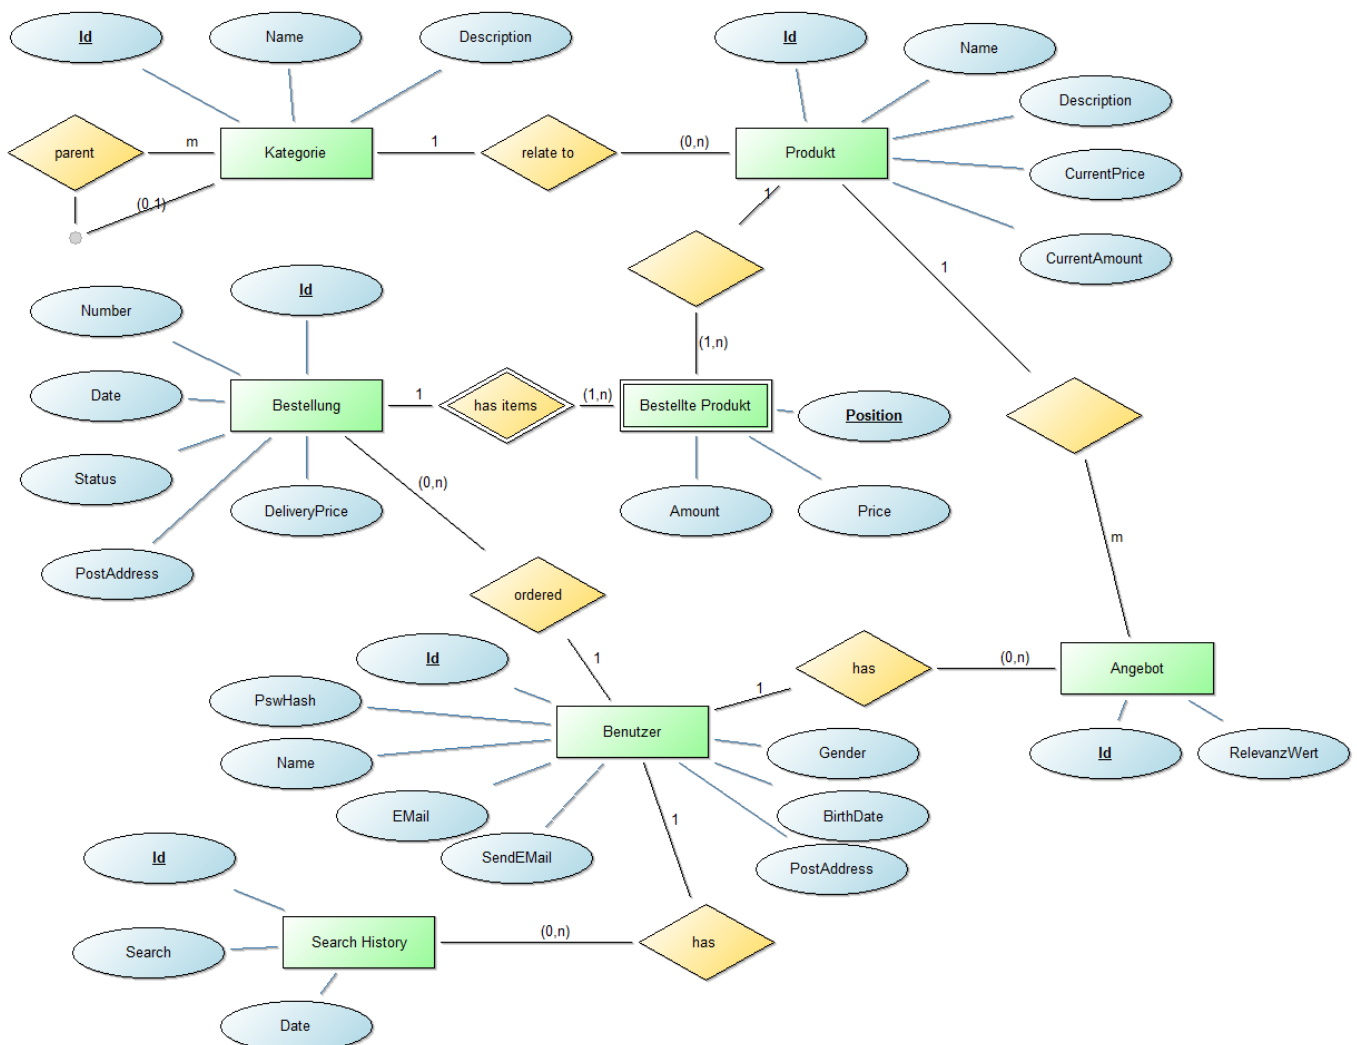 Id
Name
Description
Id
Name
Description
parent
m
Kategorie
1
relate to
(0,n)
Produkt
CurrentPrice
(0,1)
1
CurrentAmount
1
Id
Number
(1,n)
Date
Bestellung
1
has items
(1,n)
Bestellte Produkt
Position
Status
(0,n)
DeliveryPrice
Amount
Price
m
PostAddress
ordered
Id
1
has
(0,n)
Angebot
PswHash
1
Benutzer
Name
Gender
Id
RelevanzWert
EMail
1
BirthDate
SendEMail
PostAddress
Id
Search
Search History
(0,n)
has
Date